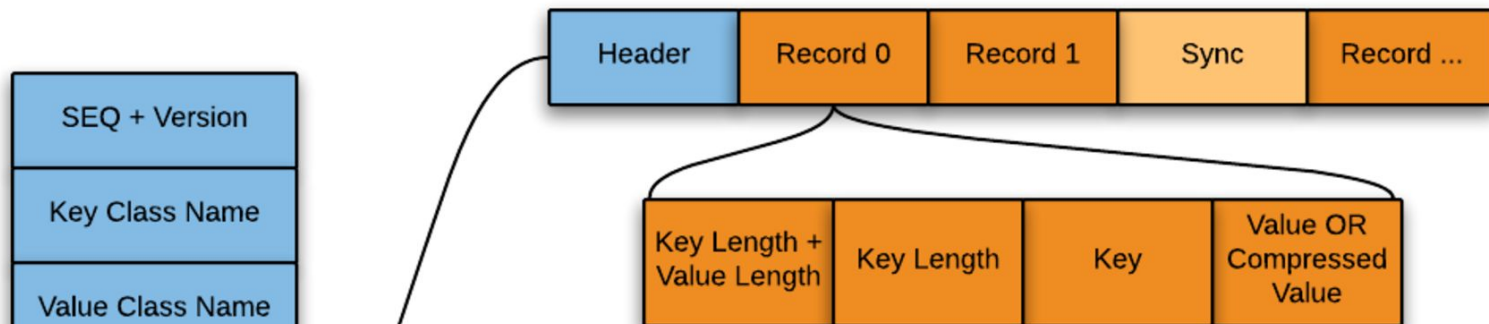 Header
Record 0
Record 1
Sync
Record ...
SEQ + Version
Key Class Name
Value Class Name
Key Length +
Value Length
Key Length
Key
Value OR
Compressed
Value